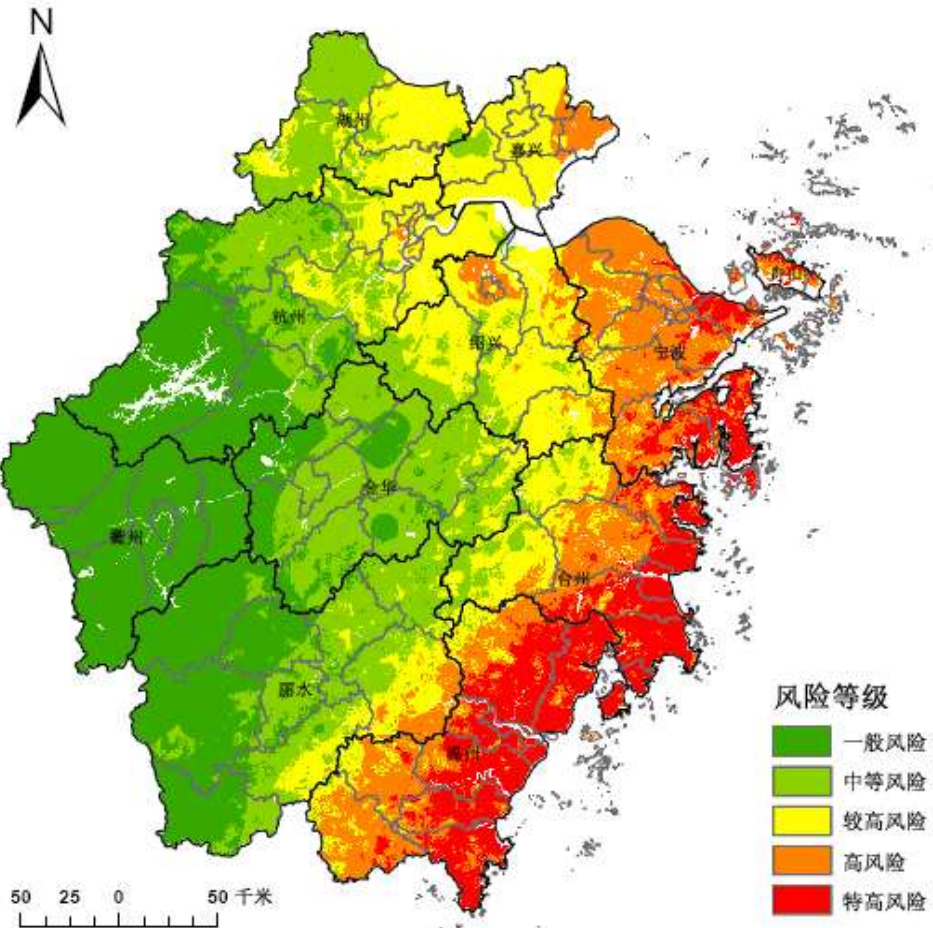 N
湖州
嘉兴
舟山
杭州
绍兴
宁波
金华
衢州
台州
丽水
温州
风险等级
一般风险
中等风险
较高风险
高风险
特高风险
50 25 0 50 千米